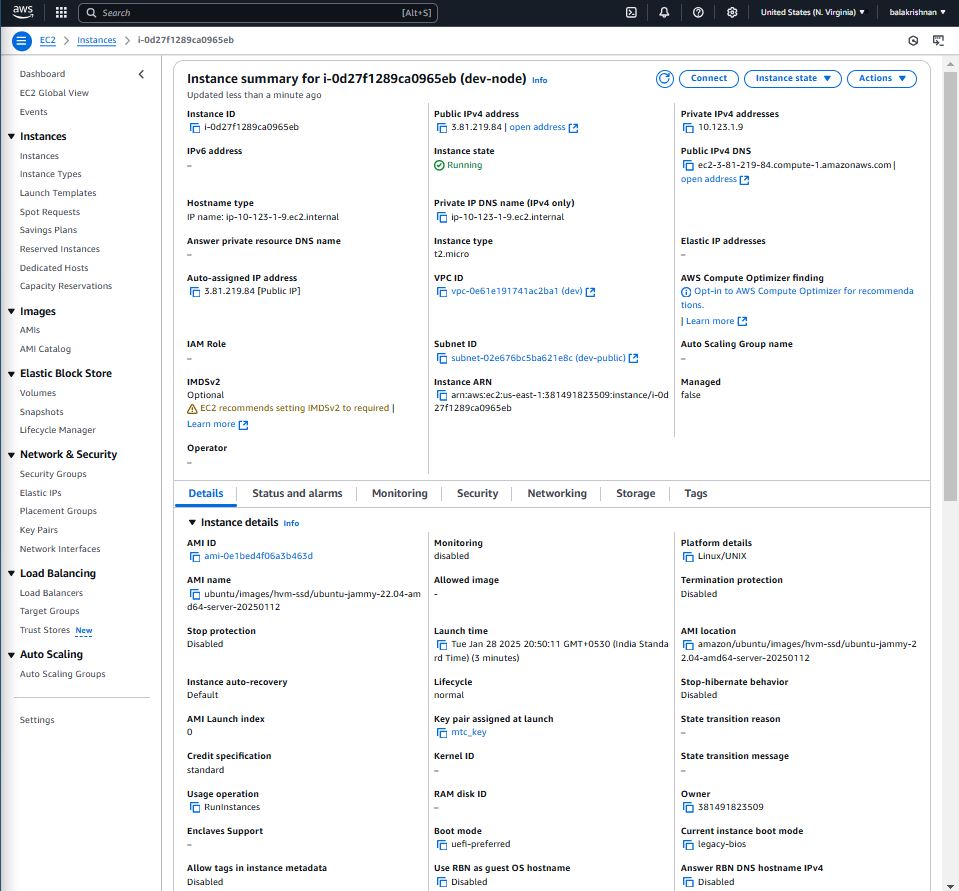 aws
Search [Alt+S]
United States (N. Virginia) ▼
balakrishnan ▼
EC2 > Instances > i-0d27f1289ca0965eb
Dashboard
EC2 Global View
Events
Instances
Instances
Instance Types
Launch Templates
Spot Requests
Savings Plans
Reserved Instances
Dedicated Hosts
Capacity Reservations
Images
AMIs
AMI Catalog
Elastic Block Store
Volumes
Snapshots
Lifecycle Manager
Network & Security
Security Groups
Elastic IPs
Placement Groups
Key Pairs
Network Interfaces
Load Balancing
Load Balancers
Target Groups
Trust Stores New
Auto Scaling
Auto Scaling Groups
Settings
Instance summary for i-0d27f1289ca0965eb (dev-node) Info
Updated less than a minute ago
Connect
Instance state ▼
Actions ▼
Instance ID
i-0d27f1289ca0965eb
Public IPv4 address
3.81.219.84 | open address
Private IPv4 addresses
10.123.1.9
IPv6 address
–
Instance state
Running
Public IPv4 DNS
ec2-3-81-219-84.compute-1.amazonaws.com |
open address
Hostname type
IP name: ip-10-123-1-9.ec2.internal
Private IP DNS name (IPv4 only)
ip-10-123-1-9.ec2.internal
Answer private resource DNS name
–
Instance type
t2.micro
Elastic IP addresses
–
Auto-assigned IP address
3.81.219.84 [Public IP]
VPC ID
vpc-0e61e191741ac2ba1 (dev)
AWS Compute Optimizer finding
Opt-in to AWS Compute Optimizer for recommenda
tions.
| Learn more
IAM Role
–
Subnet ID
subnet-02e676bc5ba621e8c (dev-public)
Auto Scaling Group name
–
IMDSv2
Optional
EC2 recommends setting IMDSv2 to required |
Learn more
Instance ARN
arn:aws:ec2:us-east-1:381491823509:instance/i-0d
27f1289ca0965eb
Managed
false
Operator
–
Details
Status and alarms
Monitoring
Security
Networking
Storage
Tags
Instance details Info
AMI ID
ami-0e1bed4f06a3b463d
Monitoring
disabled
Platform details
Linux/UNIX
AMI name
ubuntu/images/hvm-ssd/ubuntu-jammy-22.04-am
d64-server-20250112
Allowed image
-
Termination protection
Disabled
Stop protection
Disabled
Launch time
Tue Jan 28 2025 20:50:11 GMT+0530 (India Standa
rd Time) (3 minutes)
AMI location
amazon/ubuntu/images/hvm-ssd/ubuntu-jammy-2
2.04-amd64-server-20250112
Instance auto-recovery
Default
Lifecycle
normal
Stop-hibernate behavior
Disabled
AMI Launch index
0
Key pair assigned at launch
mtc_key
State transition reason
–
Credit specification
standard
Kernel ID
–
State transition message
–
Usage operation
RunInstances
RAM disk ID
–
Owner
381491823509
Enclaves Support
–
Boot mode
uefi-preferred
Current instance boot mode
legacy-bios
Allow tags in instance metadata
Disabled
Use RBN as guest OS hostname
Disabled
Answer RBN DNS hostname IPv4
Disabled